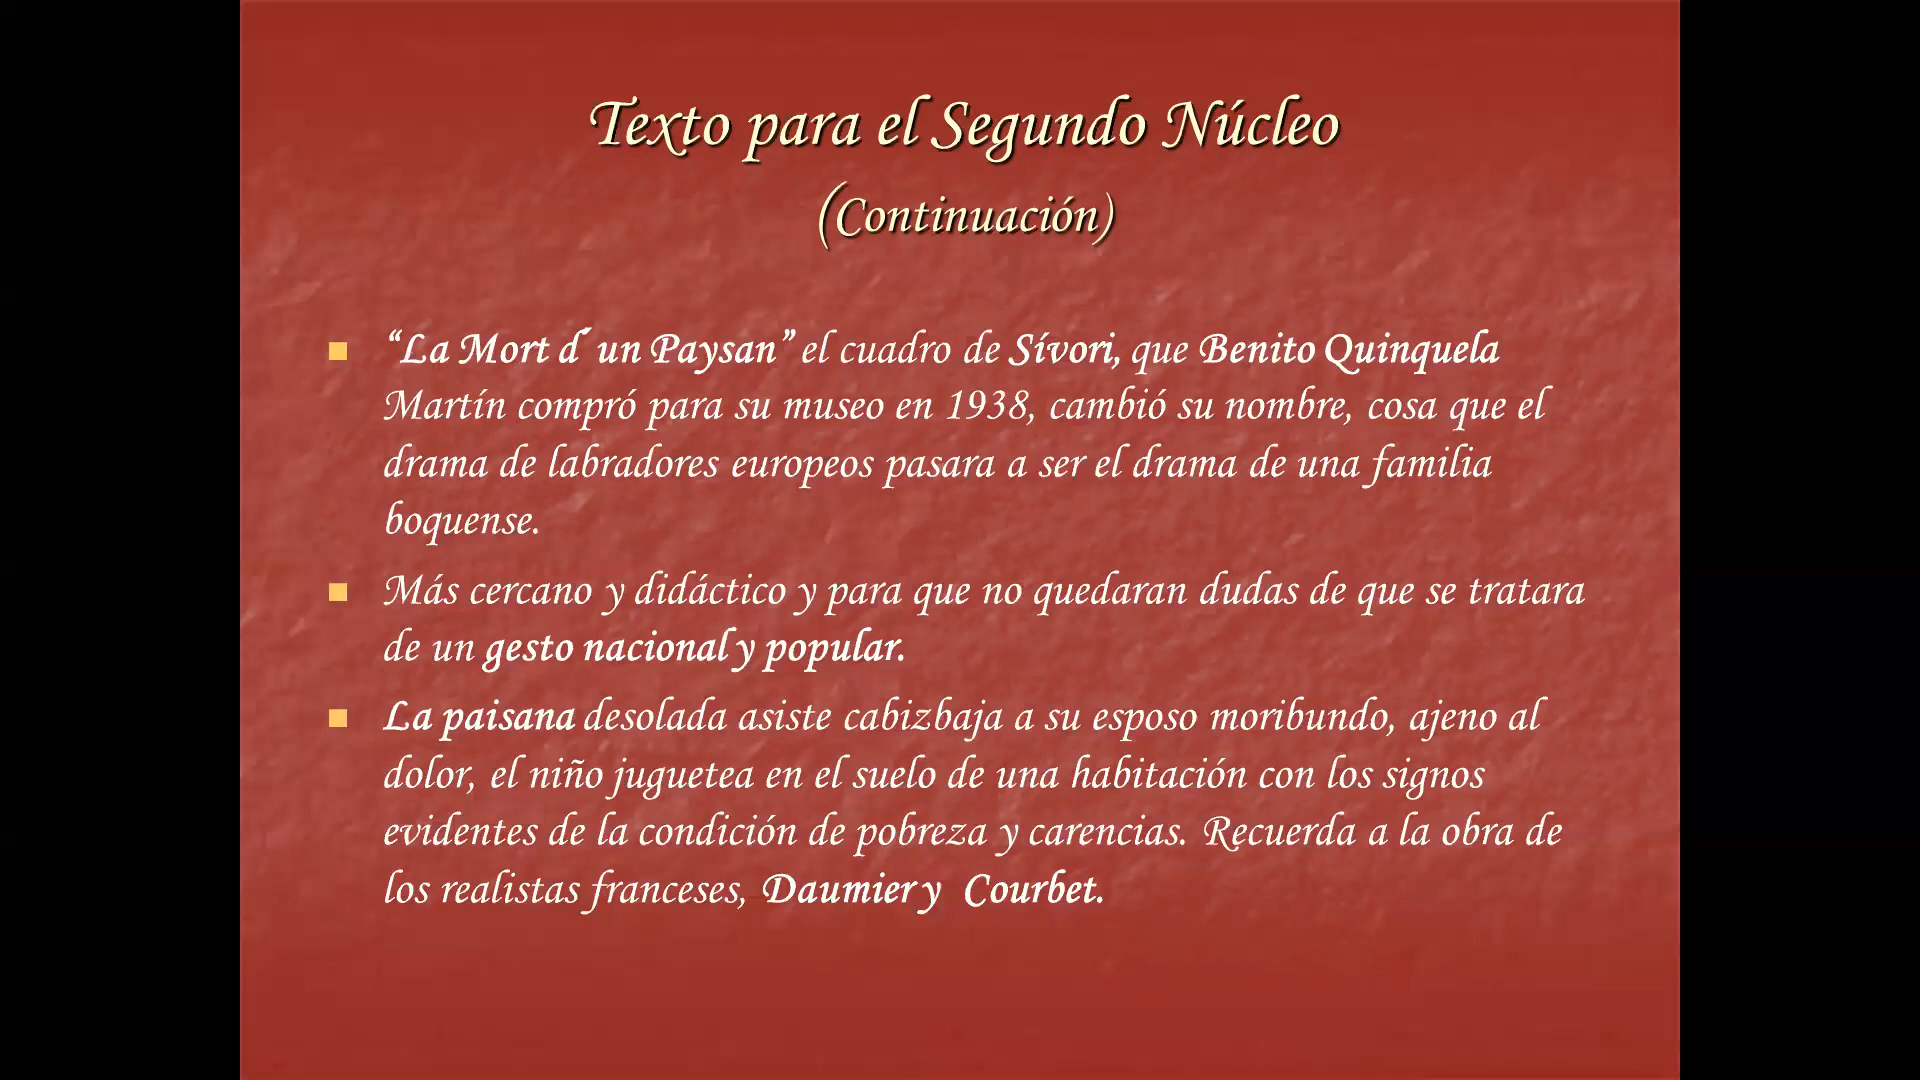 Texto para el Segundo Núcleo
(Continuación)
“La Mort d´ un Paysan” el cuadro de Sívori, que Benito Quinquela
Martín compró para su museo en 1938, cambió su nombre, cosa que el
drama de labradores europeos pasara a ser el drama de una familia
boquense.
Más cercano y didáctico y para que no quedaran dudas de que se tratara
de un gesto nacional y popular.
La paisana desolada asiste cabizbaja a su esposo moribundo, ajeno al
dolor, el niño juguetea en el suelo de una habitación con los signos
evidentes de la condición de pobreza y carencias. Recuerda a la obra de
los realistas franceses, Daumier y Courbet.